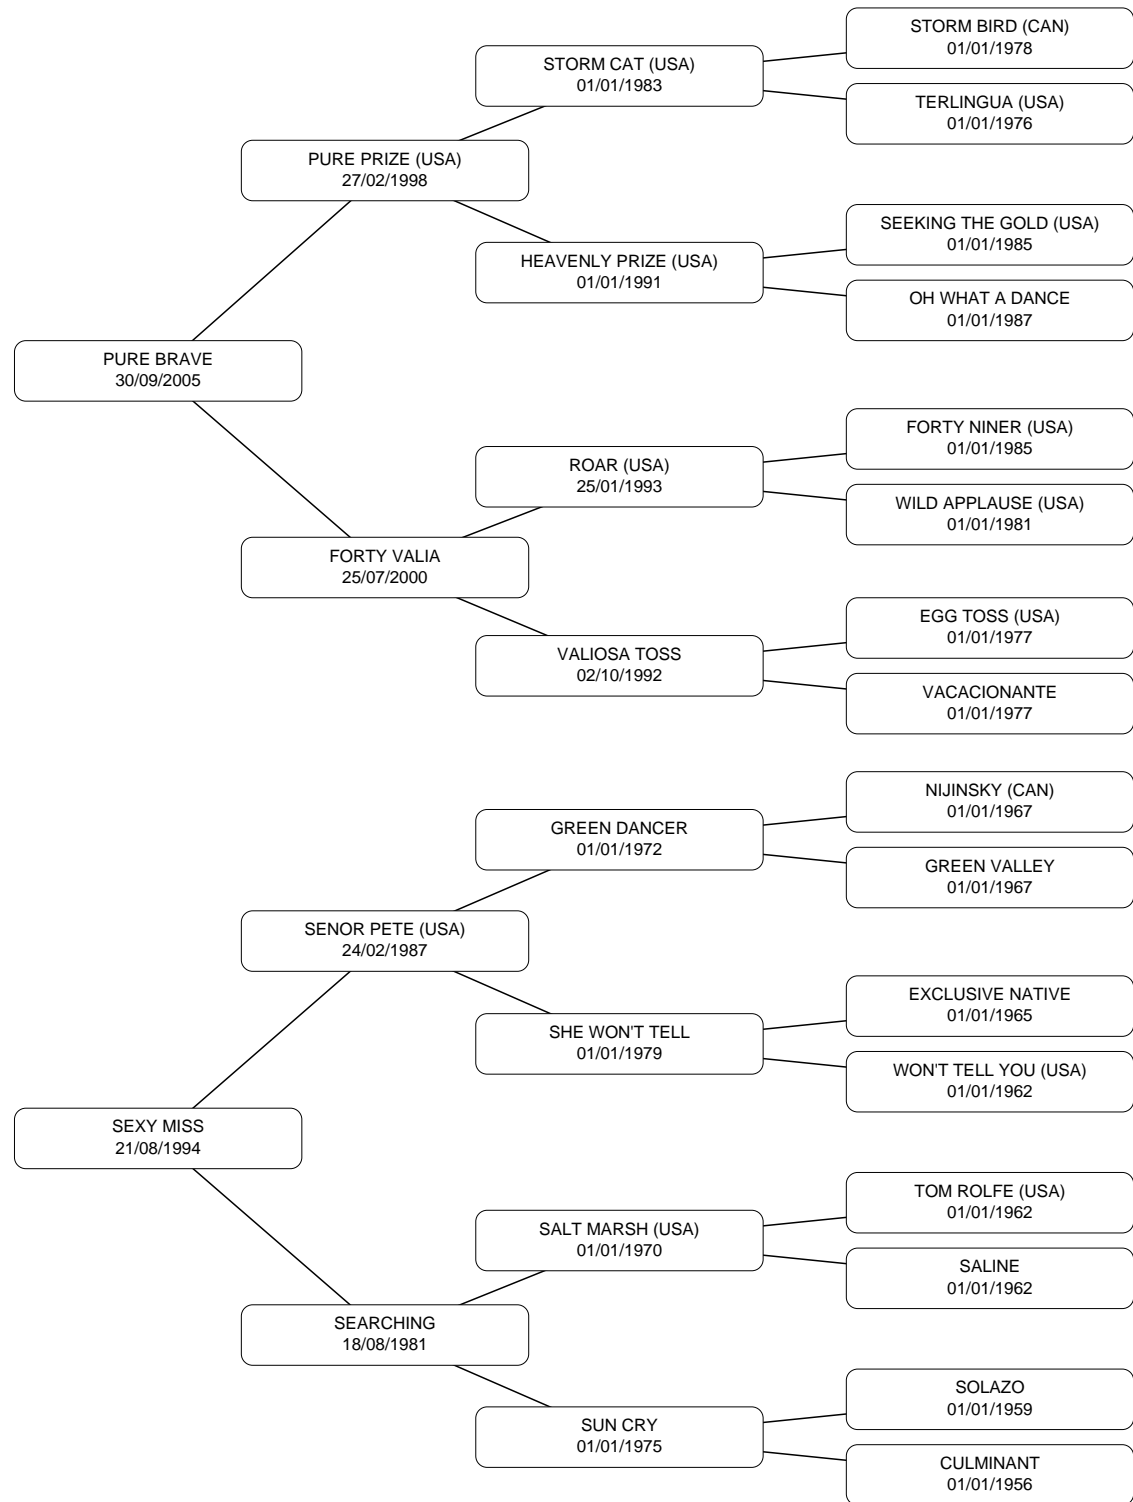 STORM BIRD (CAN)
01/01/1978
STORM CAT (USA)
01/01/1983
TERLINGUA (USA)
01/01/1976
PURE PRIZE (USA)
27/02/1998
SEEKING THE GOLD (USA)
01/01/1985
HEAVENLY PRIZE (USA)
01/01/1991
OH WHAT A DANCE
01/01/1987
PURE BRAVE
30/09/2005
FORTY NINER (USA)
01/01/1985
ROAR (USA)
25/01/1993
WILD APPLAUSE (USA)
01/01/1981
FORTY VALIA
25/07/2000
EGG TOSS (USA)
01/01/1977
VALIOSA TOSS
02/10/1992
VACACIONANTE
01/01/1977
NIJINSKY (CAN)
01/01/1967
GREEN DANCER
01/01/1972
GREEN VALLEY
01/01/1967
SENOR PETE (USA)
24/02/1987
EXCLUSIVE NATIVE
01/01/1965
SHE WON'T TELL
01/01/1979
WON'T TELL YOU (USA)
01/01/1962
SEXY MISS
21/08/1994
TOM ROLFE (USA)
01/01/1962
SALT MARSH (USA)
01/01/1970
SALINE
01/01/1962
SEARCHING
18/08/1981
SOLAZO
01/01/1959
SUN CRY
01/01/1975
CULMINANT
01/01/1956